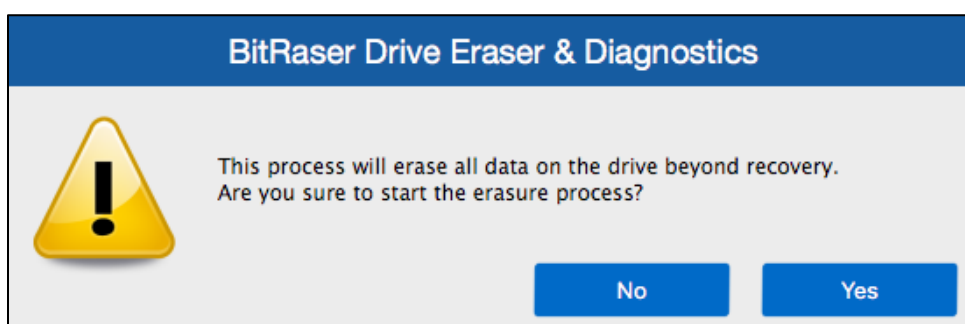 BitRaser Drive Eraser & Diagnostics
This process will erase all data on the drive beyond recovery.
Are you sure to start the erasure process?
No
Yes